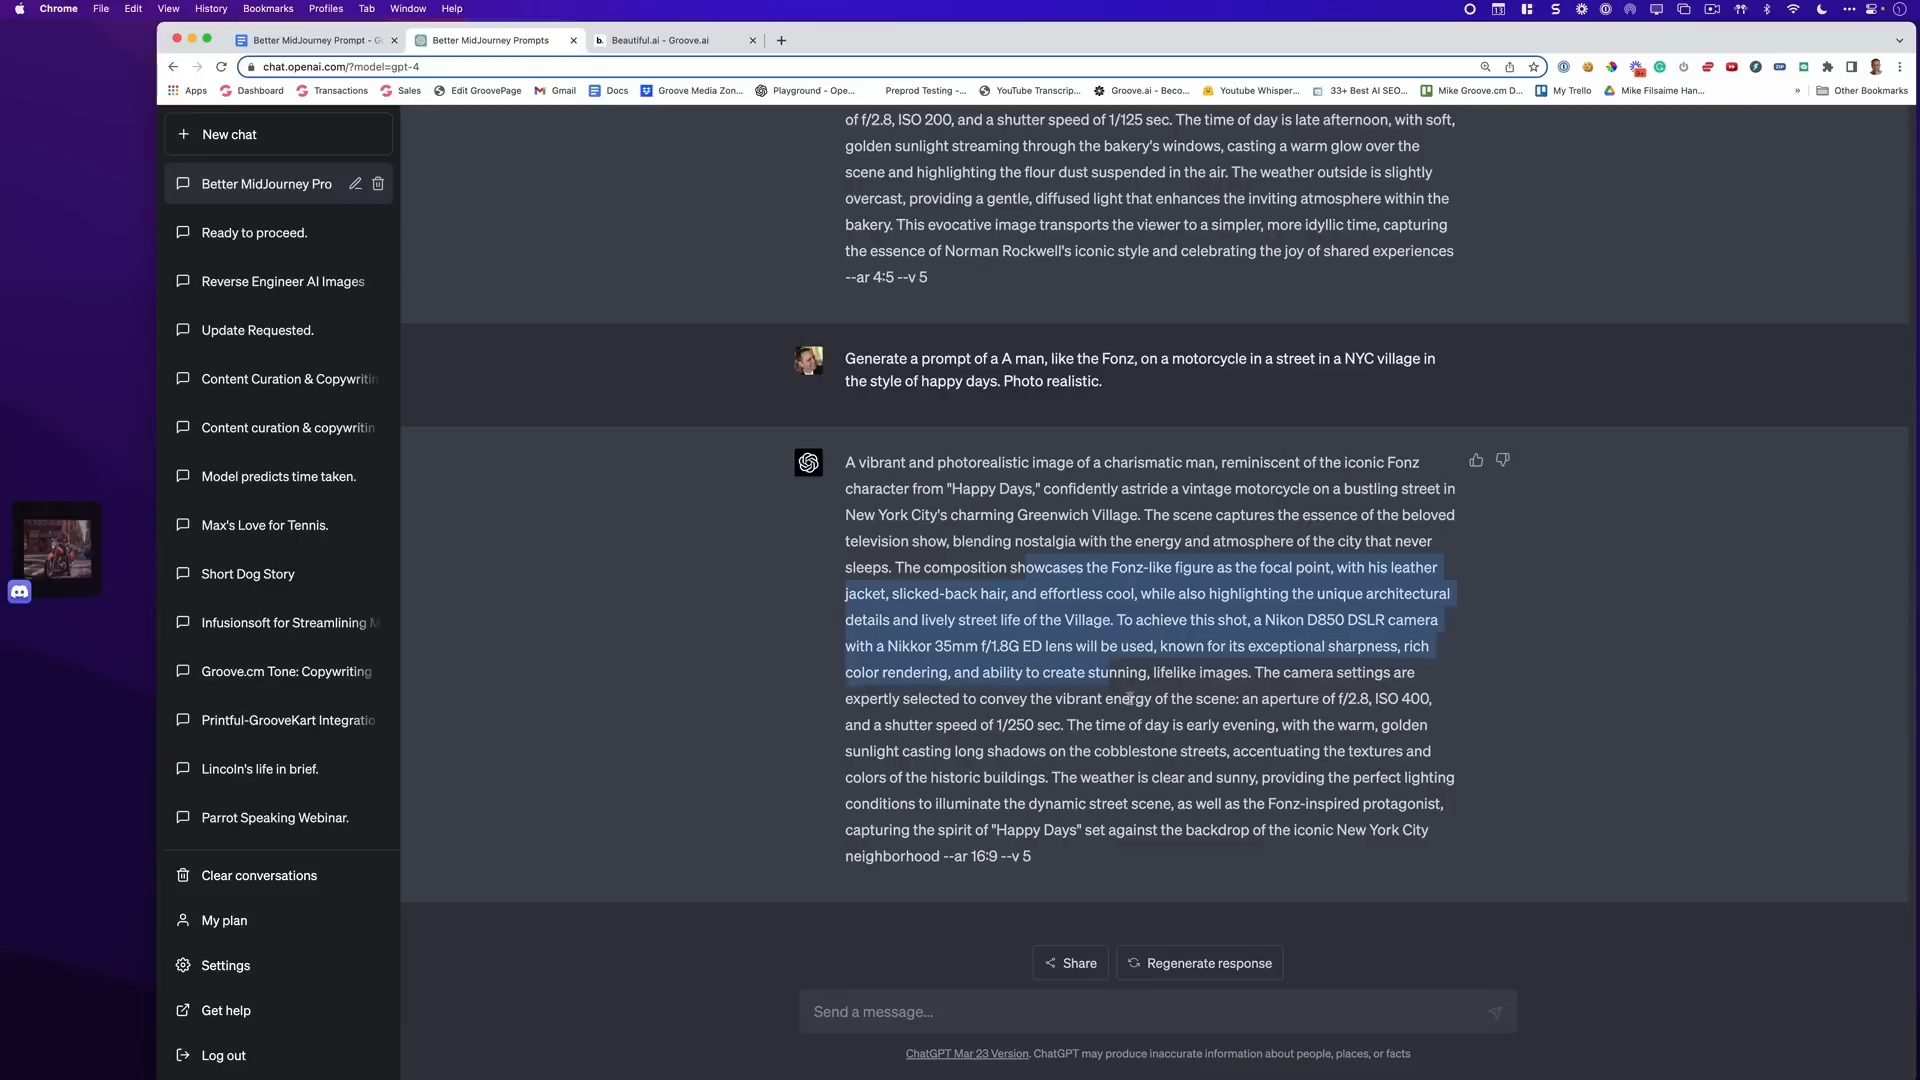 Chrome File Edit View History Bookmarks Profiles Tab Window Help
13
Better MidJourney Prompt - G
Better MidJourney Prompts
b. Beautiful.ai - Groove.ai
chat.openai.com/?model=gpt-4
Apps Dashboard Transactions Sales Edit GroovePage Gmail Docs Groove Media Zon... Playground - Ope... Preprod Testing -... YouTube Transcrip... Groove.ai - Beco... Youtube Whisper... 33+ Best AI SEO... Mike Groove.cm D... My Trello Mike Filsaime Han... » Other Bookmarks
New chat
Better MidJourney Pro
Ready to proceed.
Reverse Engineer AI Images
Update Requested.
Content Curation & Copywritin
Content curation & copywritin
Model predicts time taken.
Max's Love for Tennis.
Short Dog Story
Infusionsoft for Streamlining M
Groove.cm Tone: Copywriting
Printful-GrooveKart Integratio
Lincoln's life in brief.
Parrot Speaking Webinar.
Clear conversations
My plan
Settings
Get help
Log out
of f/2.8, ISO 200, and a shutter speed of 1/125 sec. The time of day is late afternoon, with soft,
golden sunlight streaming through the bakery's windows, casting a warm glow over the
scene and highlighting the flour dust suspended in the air. The weather outside is slightly
overcast, providing a gentle, diffused light that enhances the inviting atmosphere within the
bakery. This evocative image transports the viewer to a simpler, more idyllic time, capturing
the essence of Norman Rockwell's iconic style and celebrating the joy of shared experiences
--ar 4:5 --v 5
Generate a prompt of a A man, like the Fonz, on a motorcycle in a street in a NYC village in
the style of happy days. Photo realistic.
A vibrant and photorealistic image of a charismatic man, reminiscent of the iconic Fonz
character from "Happy Days," confidently astride a vintage motorcycle on a bustling street in
New York City's charming Greenwich Village. The scene captures the essence of the beloved
television show, blending nostalgia with the energy and atmosphere of the city that never
sleeps. The composition showcases the Fonz-like figure as the focal point, with his leather
jacket, slicked-back hair, and effortless cool, while also highlighting the unique architectural
details and lively street life of the Village. To achieve this shot, a Nikon D850 DSLR camera
with a Nikkor 35mm f/1.8G ED lens will be used, known for its exceptional sharpness, rich
color rendering, and ability to create stunning, lifelike images. The camera settings are
expertly selected to convey the vibrant energy of the scene: an aperture of f/2.8, ISO 400,
and a shutter speed of 1/250 sec. The time of day is early evening, with the warm, golden
sunlight casting long shadows on the cobblestone streets, accentuating the textures and
colors of the historic buildings. The weather is clear and sunny, providing the perfect lighting
conditions to illuminate the dynamic street scene, as well as the Fonz-inspired protagonist,
capturing the spirit of "Happy Days" set against the backdrop of the iconic New York City
neighborhood --ar 16:9 --v 5
Share
Regenerate response
Send a message...
ChatGPT Mar 23 Version. ChatGPT may produce inaccurate information about people, places, or facts